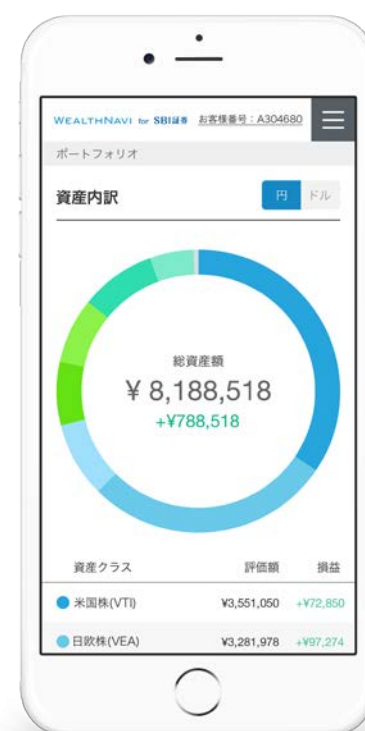 WEALTHNAVI for SBI証券 お客様番号：A304680
ポートフォリオ
資産内訳 円 ドル
総資産額
¥ 8,188,518
+¥788,518
資産クラス 評価額 損益
米国株(VTI) ¥3,551,050 +¥72,850
日欧株(VEA) ¥3,281,978 +¥97,274